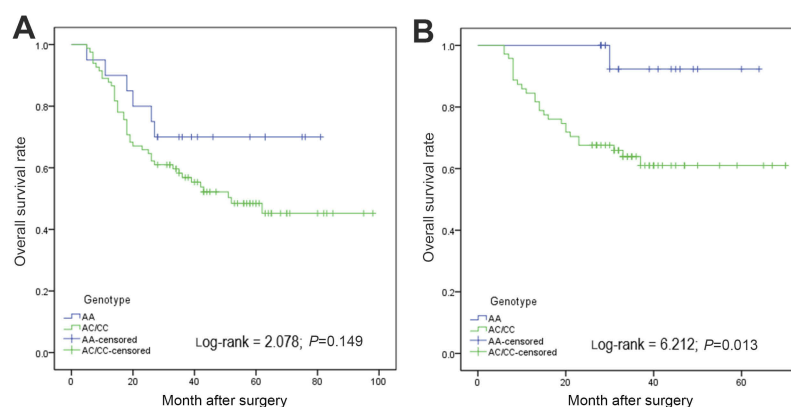 A
Overall survival rate
1.0
0.8
0.6
0.4
0.2
0.0
Genotype
AA
AC/CC
AA-censored
AC/CC-censored
Log-rank = 2.078; P=0.149
0 20 40 60 80 100
Month after surgery
B
Overall survival rate
1.0
0.8
0.6
0.4
0.2
0.0
Genotype
AA
AC/CC
AA-censored
AC/CC-censored
Log-rank = 6.212; P=0.013
0 20 40 60
Month after surgery